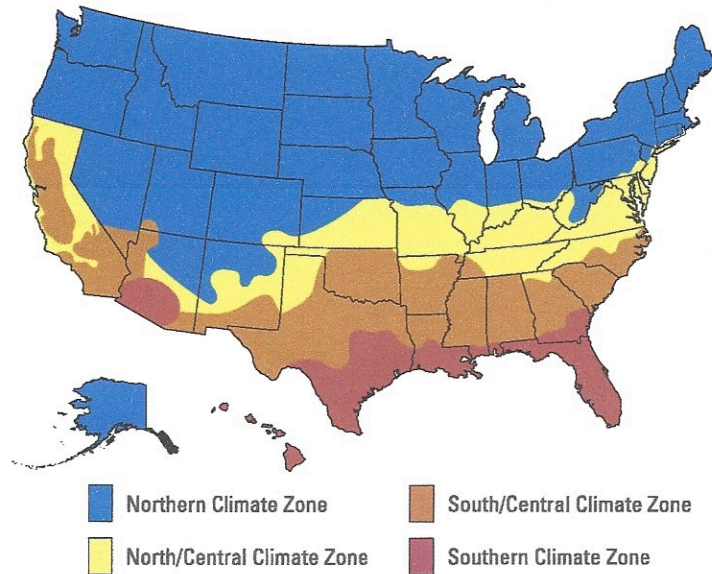 Northern Climate Zone
South/Central Climate Zone
North/Central Climate Zone
Southern Climate Zone